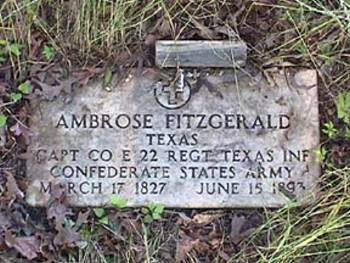 AMBROSE FITZGERALD
TEXAS
CAPT CO E 22 REGT TEXAS INF
CONFEDERATE STATES ARMY
MARCH 17 1827 JUNE 15 1893